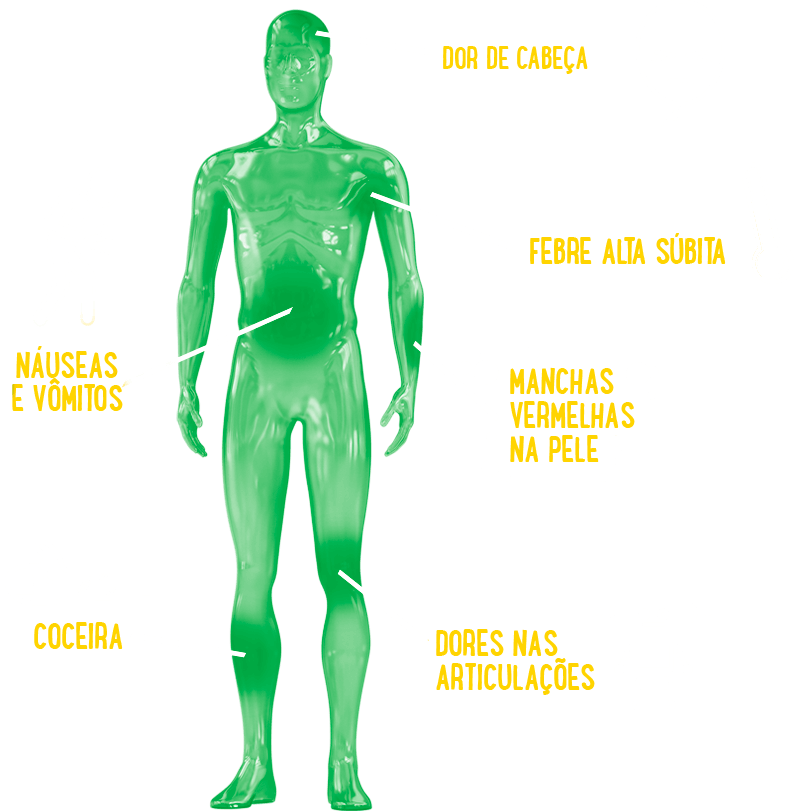 DOR DE CABEÇA
FEBRE ALTA SÚBITA
NÁUSEAS
E VÔMITOS
MANCHAS
VERMELHAS
NA PELE
COCEIRA
DORES NAS
ARTICULAÇÕES